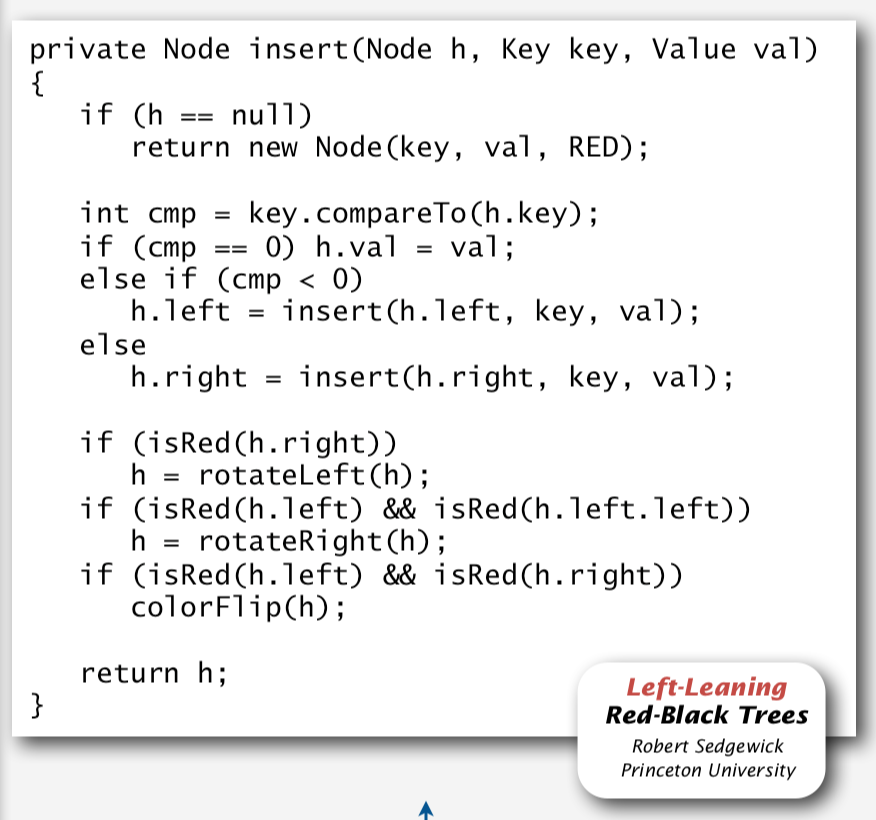 private Node insert(Node h, Key key, Value val)
{
   if (h == null)
      return new Node(key, val, RED);

   int cmp = key.compareTo(h.key);
   if (cmp == 0) h.val = val;
   else if (cmp < 0)
      h.left = insert(h.left, key, val);
   else
      h.right = insert(h.right, key, val);

   if (isRed(h.right))
      h = rotateLeft(h);
   if (isRed(h.left) && isRed(h.left.left))
      h = rotateRight(h);
   if (isRed(h.left) && isRed(h.right))
      colorFlip(h);

   return h;
}
Left-Leaning
Red-Black Trees
Robert Sedgewick
Princeton University